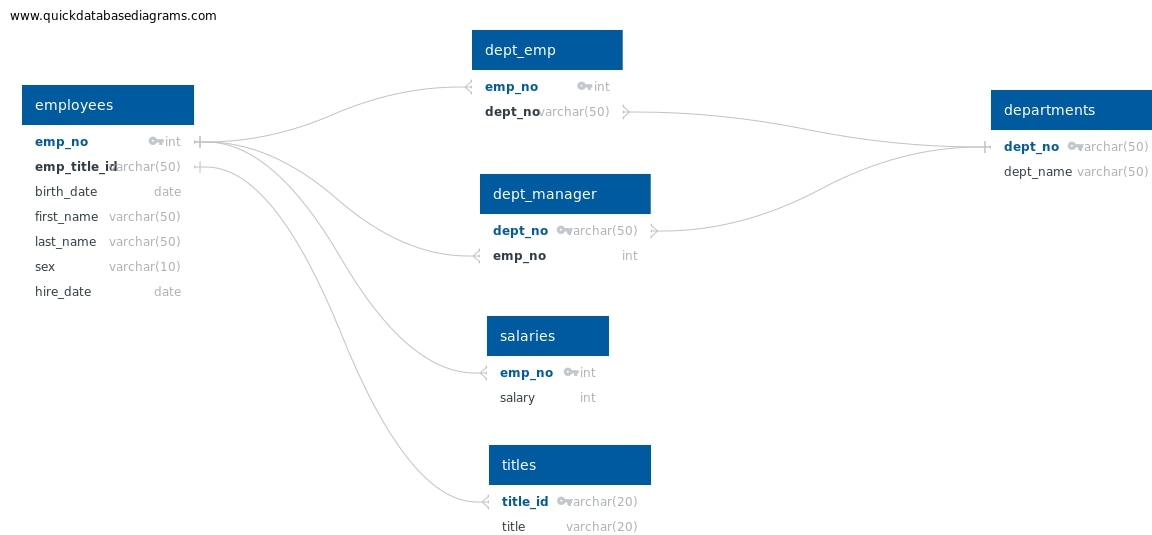 www.quickdatabasediagrams.com
employees
emp_no int
emp_title_id varchar(50)
birth_date date
first_name varchar(50)
last_name varchar(50)
sex varchar(10)
hire_date date
dept_emp
emp_no int
dept_no varchar(50)
dept_manager
dept_no varchar(50)
emp_no int
salaries
emp_no int
salary int
titles
title_id varchar(20)
title varchar(20)
departments
dept_no varchar(50)
dept_name varchar(50)